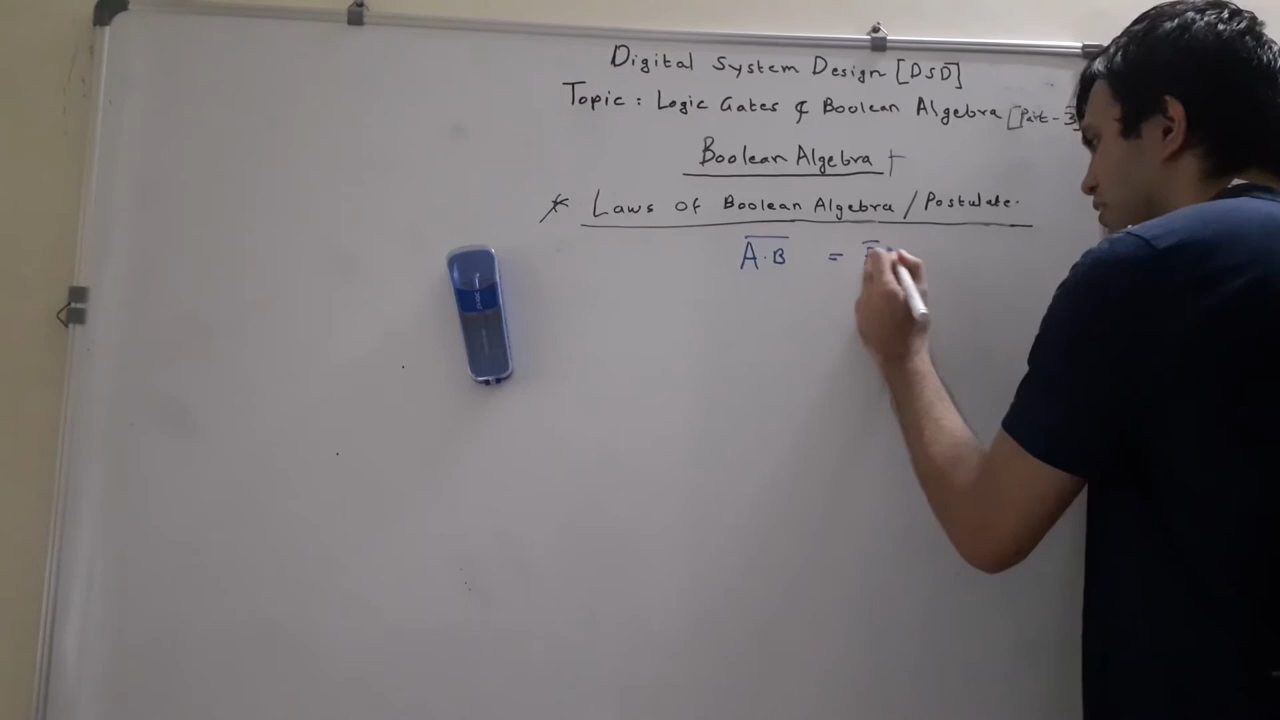 Digital System Design [DSD]
Topic : Logic Gates & Boolean Algebra [Part - 3]
Boolean Algebra
* Laws of Boolean Algebra / Postulate.
A̅.̅B̅ =